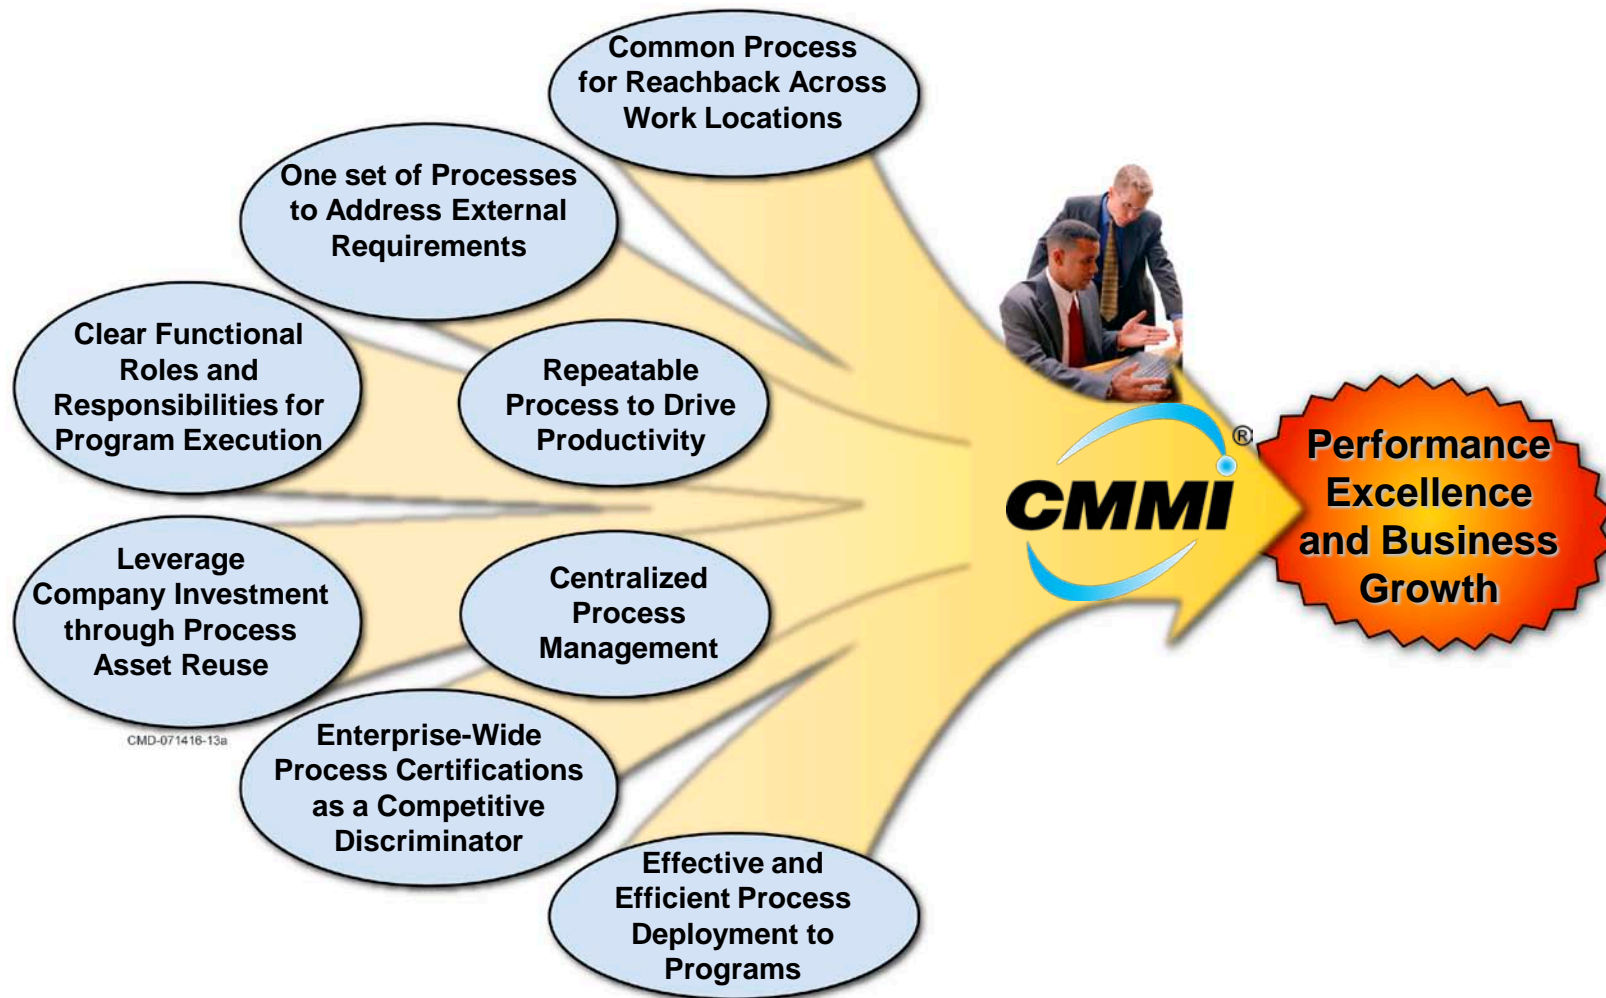 Common Process
for Reachback Across
Work Locations
One set of Processes
to Address External
Requirements
Clear Functional
Roles and
Responsibilities for
Program Execution
Repeatable
Process to Drive
Productivity
CMMI
®
Performance
Excellence
and Business
Growth
Leverage
Company Investment
through Process
Asset Reuse
Centralized
Process
Management
CMD-071416-13a
Enterprise-Wide
Process Certifications
as a Competitive
Discriminator
Effective and
Efficient Process
Deployment to
Programs